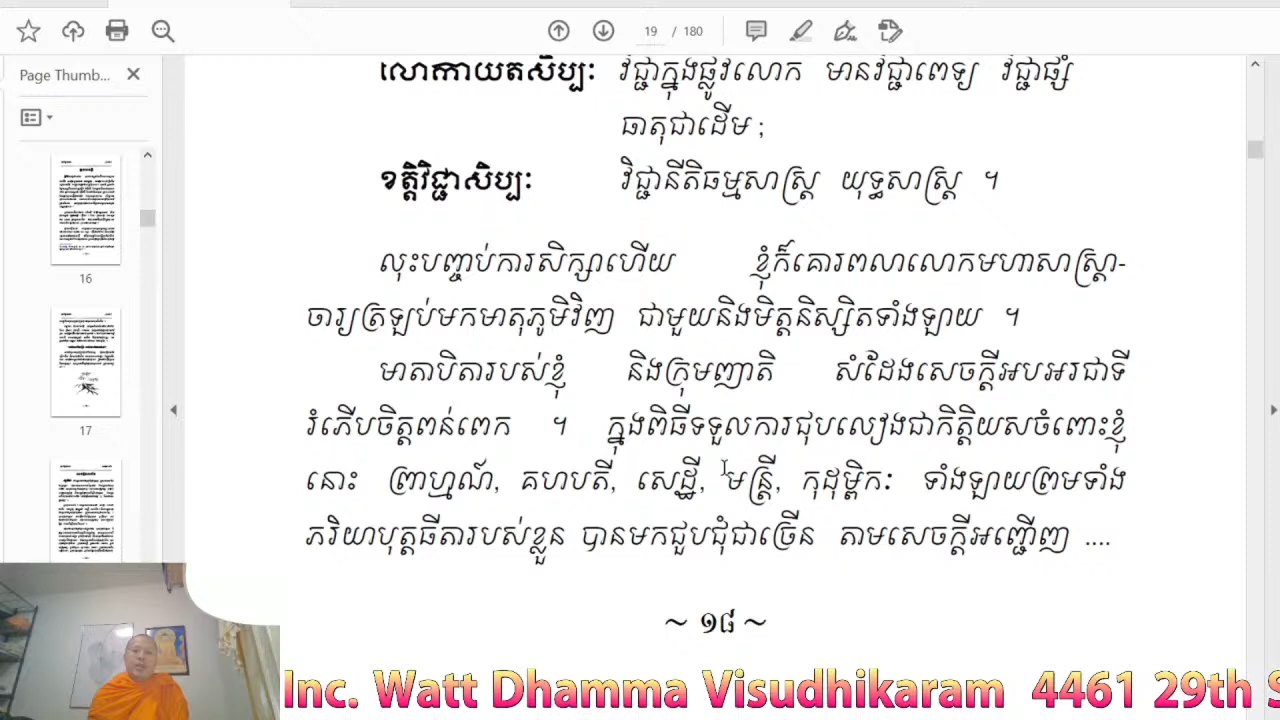 19 / 180
Page Thumb...
លោកាយតសិប្បៈ វិជ្ជាក្នុងផ្លូវលោក មានវិជ្ជាពេទ្យ វិជ្ជាផ្សំ
ធាតុជាដើម ;
ខត្តិវិជ្ជាសិប្បៈ វិជ្ជានីតិធម្មសាស្ត្រ យុទ្ធសាស្ត្រ ។
លុះបញ្ចប់ការសិក្សាហើយ ខ្ញុំក៏គោរពលាលោកមហាសាស្ត្រា-
ចារ្យត្រឡប់មកមាតុភូមិវិញ ជាមួយនិងមិត្តនិស្សិតទាំងឡាយ ។
មាតាបិតារបស់ខ្ញុំ និងក្រុមញាតិ សំដែងសេចក្ដីអបអរជាទី
រំភើបចិត្តពន់ពេក ។ ក្នុងពិធីទទួលការជុបលៀងជាកិត្តិយសចំពោះខ្ញុំ
នោះ ព្រាហ្មណ៍, គហបតី, សេដ្ឋី, មន្ត្រី, កុដុម្ពិកៈ ទាំងឡាយព្រមទាំង
ភរិយាបុត្តធីតារបស់ខ្លួន បានមកជួបជុំជាច្រើន តាមសេចក្ដីអញ្ជើញ ....
~ ១៨ ~
16
17
Inc. Watt Dhamma Visudhikaram 4461 29th S